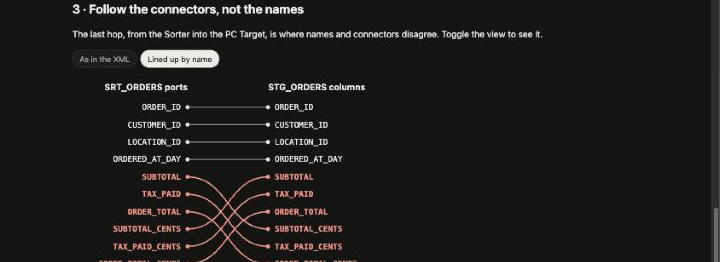 3 · Follow the connectors, not the names
The last hop, from the Sorter into the PC Target, is where names and connectors disagree. Toggle the view to see it.
As in the XML Lined up by name
SRT_ORDERS ports STG_ORDERS columns
ORDER_ID ORDER_ID
CUSTOMER_ID CUSTOMER_ID
LOCATION_ID LOCATION_ID
ORDERED_AT_DAY ORDERED_AT_DAY
SUBTOTAL SUBTOTAL
TAX_PAID TAX_PAID
ORDER_TOTAL ORDER_TOTAL
SUBTOTAL_CENTS SUBTOTAL_CENTS
TAX_PAID_CENTS TAX_PAID_CENTS